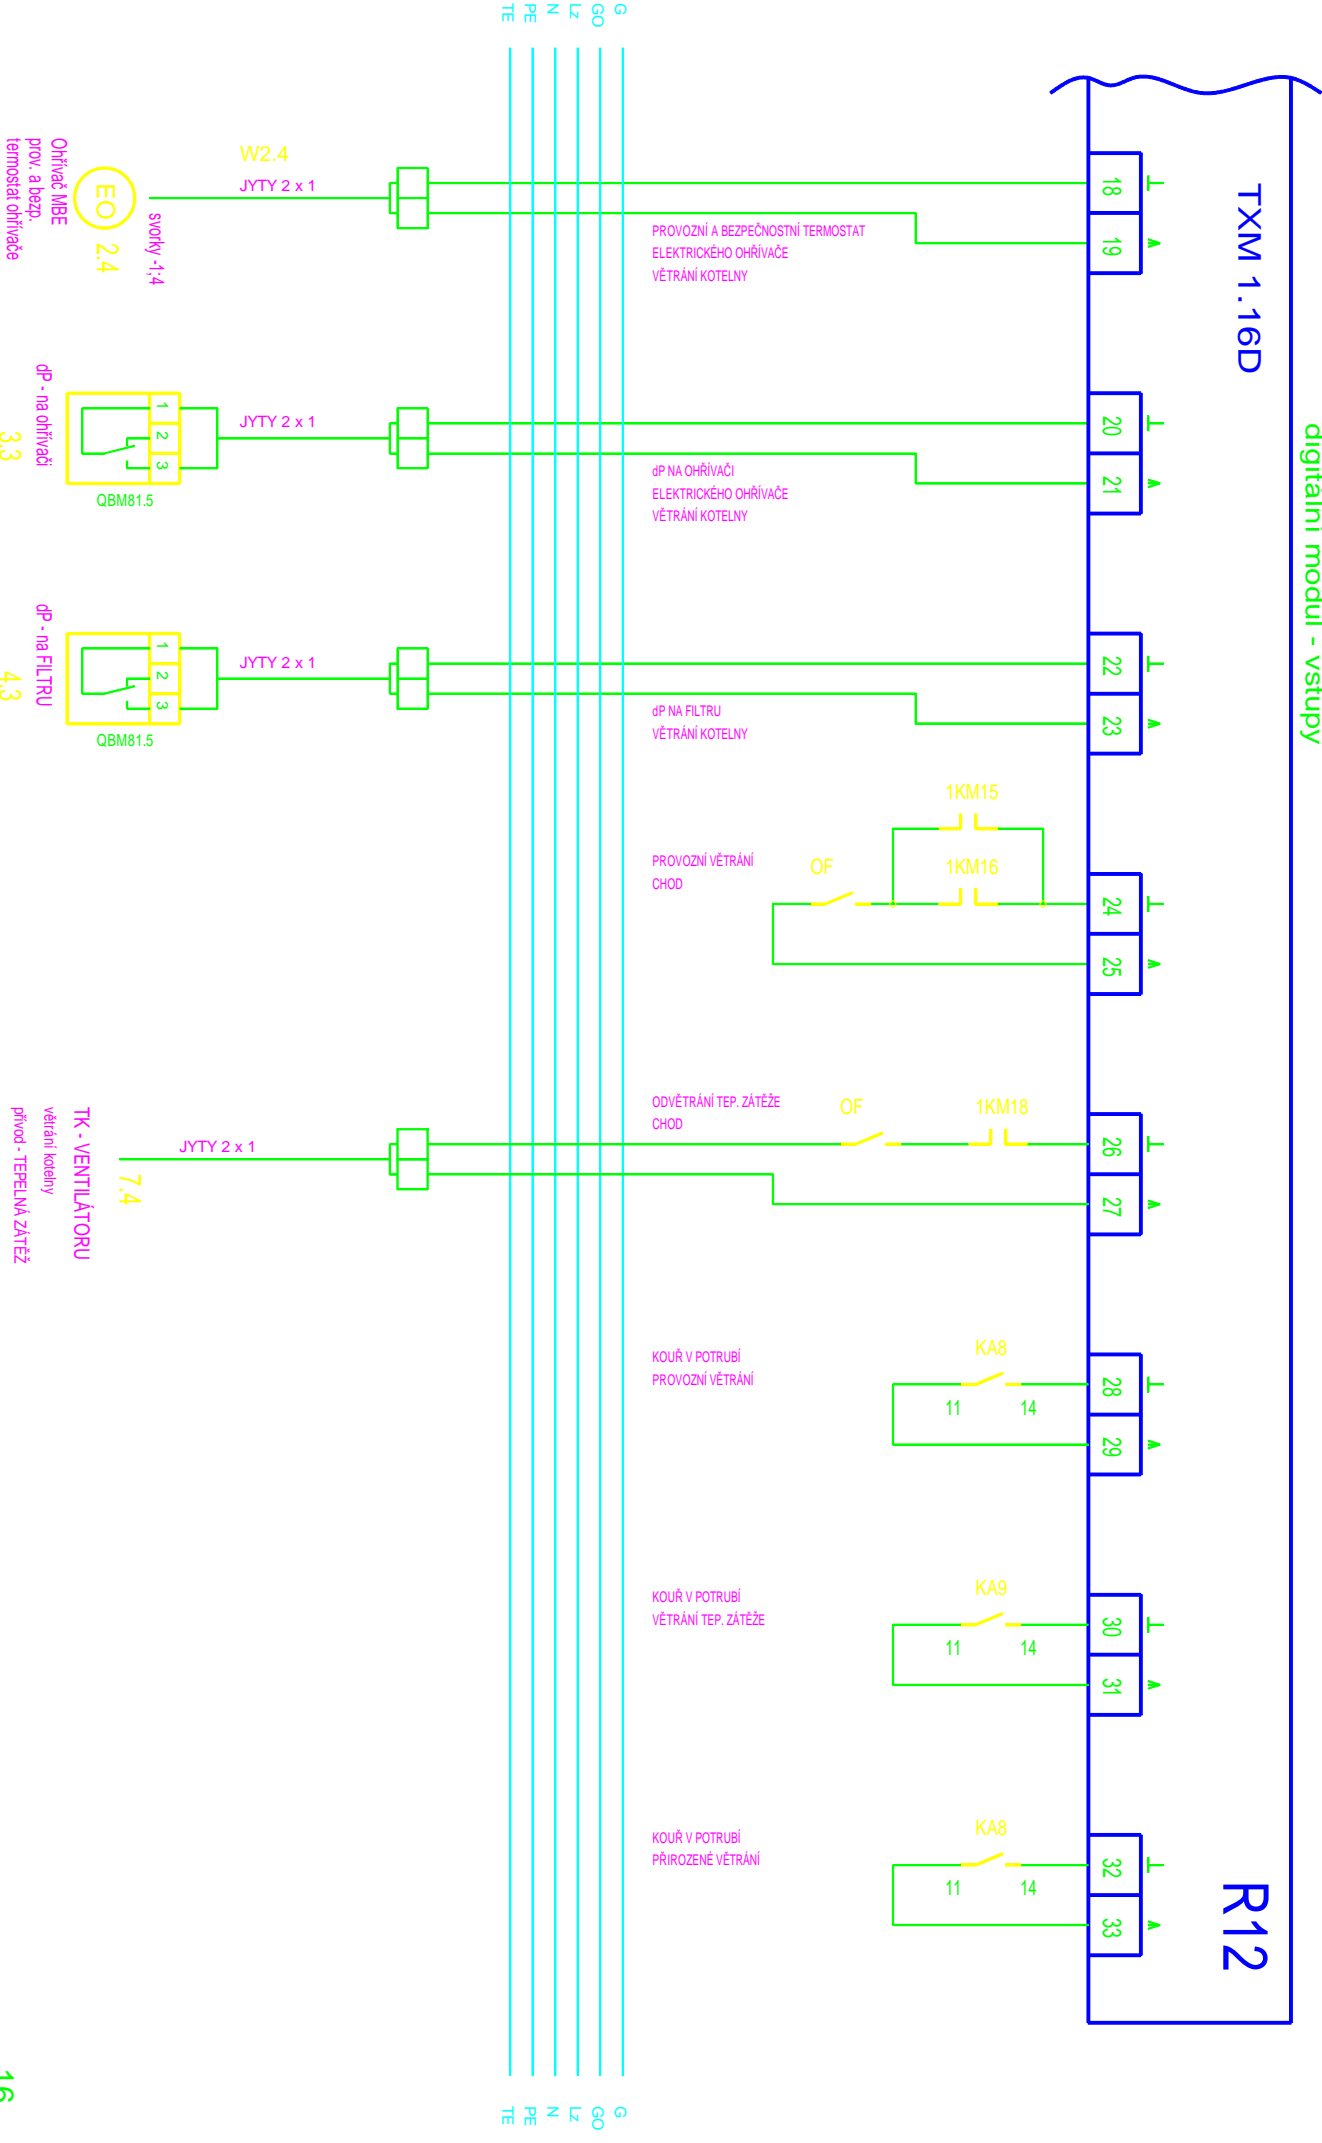 digitální modul - vstupy
TXM 1.16D
R12
18
19
20
21
22
23
24
25
26
27
28
29
30
31
32
33
PROVOZNÍ A BEZPEČNOSTNÍ TERMOSTAT
ELEKTRICKÉHO OHŘÍVAČE
VĚTRÁNÍ KOTELNY
dP NA OHŘÍVAČI
ELEKTRICKÉHO OHŘÍVAČE
VĚTRÁNÍ KOTELNY
dP NA FILTRU
VĚTRÁNÍ KOTELNY
1KM15
1KM16
OF
PROVOZNÍ VĚTRÁNÍ
CHOD
1KM18
OF
ODVĚTRÁNÍ TEP. ZÁTĚŽE
CHOD
KA8
11
14
KOUŘ V POTRUBÍ
PROVOZNÍ VĚTRÁNÍ
KA9
11
14
KOUŘ V POTRUBÍ
VĚTRÁNÍ TEP. ZÁTĚŽE
KA8
11
14
KOUŘ V POTRUBÍ
PŘIROZENÉ VĚTRÁNÍ
G
GO
Lz
N
PE
TE
G
GO
Lz
N
PE
TE
W2.4
JYTY 2 x 1
svorky -1;4
EO
2.4
Ohřívač MBE
prov. a bezp.
termostat ohřívače
JYTY 2 x 1
1
2
3
QBM81.5
dP - na ohřívači
3.3
JYTY 2 x 1
1
2
3
QBM81.5
dP - na FILTRU
4.3
JYTY 2 x 1
7.4
TK - VENTILÁTORU
větrání kotelny
přívod - TEPELNÁ ZÁTĚŽ
16